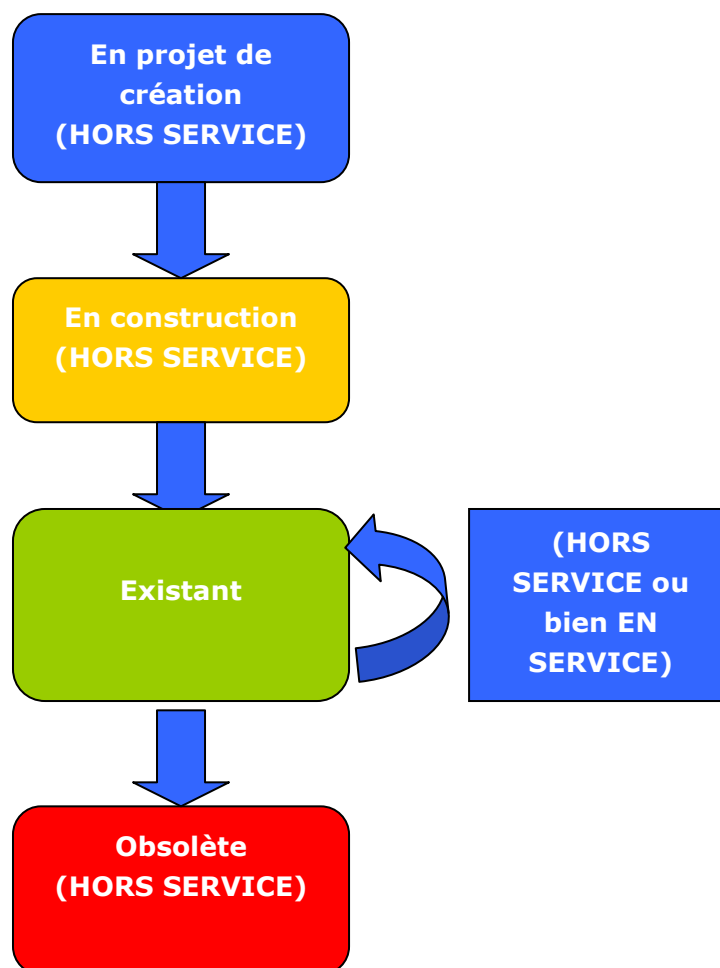 En projet de
création
(HORS SERVICE)
En construction
(HORS SERVICE)
Existant
(HORS
SERVICE ou
bien EN
SERVICE)
Obsolète
(HORS SERVICE)